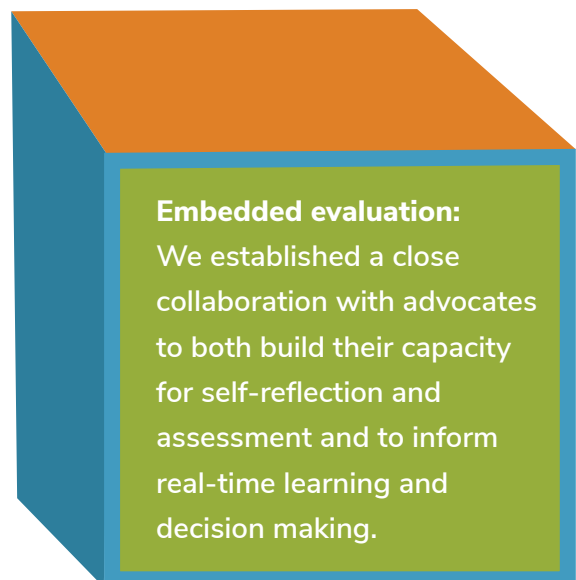 Embedded evaluation:
We established a close
collaboration with advocates
to both build their capacity
for self-reflection and
assessment and to inform
real-time learning and
decision making.